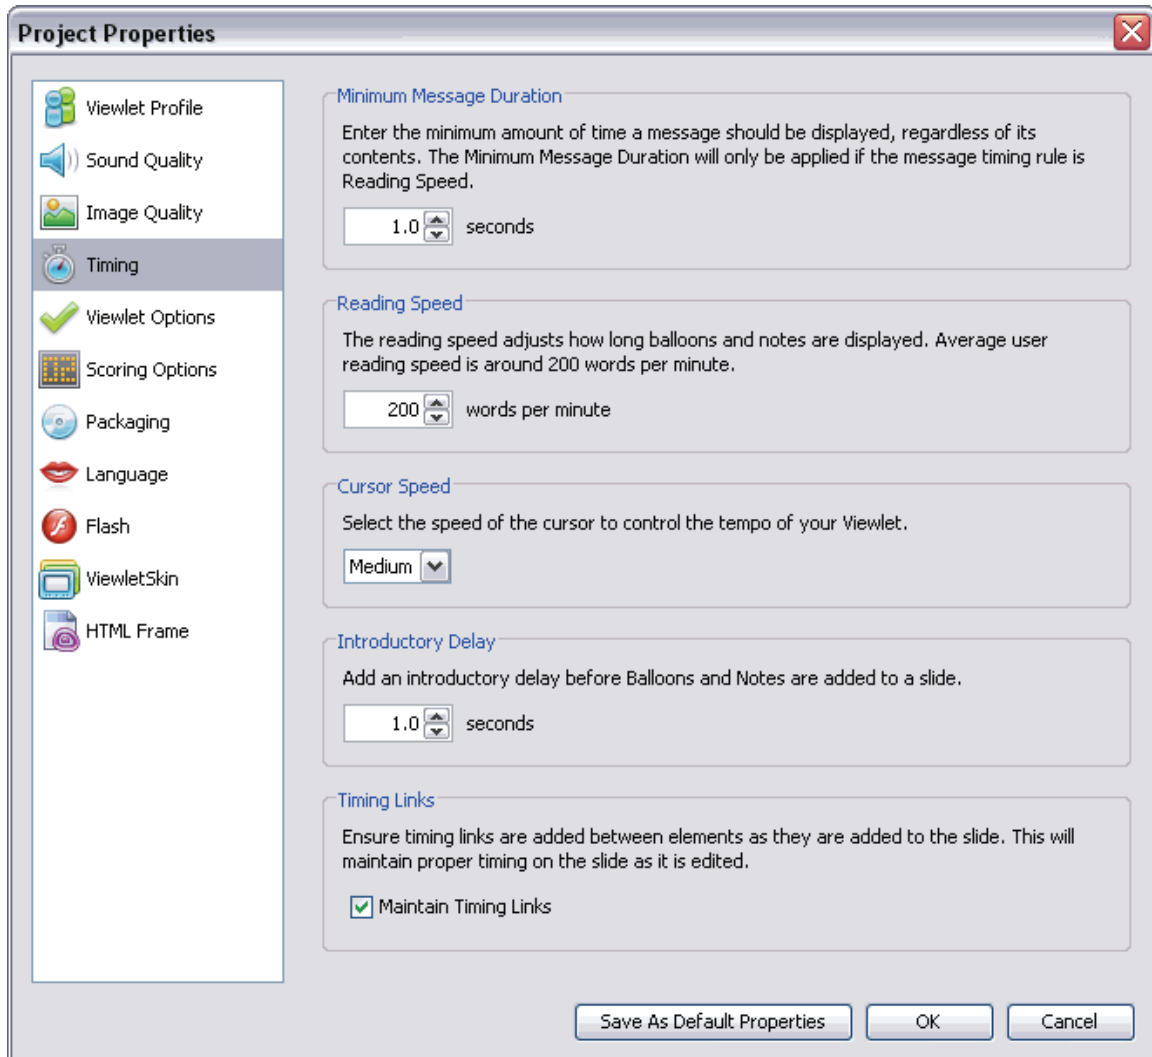 Project Properties
Viewlet Profile
Sound Quality
Image Quality
Timing
Viewlet Options
Scoring Options
Packaging
Language
Flash
ViewletSkin
HTML Frame
Minimum Message Duration
Enter the minimum amount of time a message should be displayed, regardless of its
contents. The Minimum Message Duration will only be applied if the message timing rule is
Reading Speed.
1.0 seconds
Reading Speed
The reading speed adjusts how long balloons and notes are displayed. Average user
reading speed is around 200 words per minute.
200 words per minute
Cursor Speed
Select the speed of the cursor to control the tempo of your Viewlet.
Medium
Introductory Delay
Add an introductory delay before Balloons and Notes are added to a slide.
1.0 seconds
Timing Links
Ensure timing links are added between elements as they are added to the slide. This will
maintain proper timing on the slide as it is edited.
Maintain Timing Links
Save As Default Properties OK Cancel